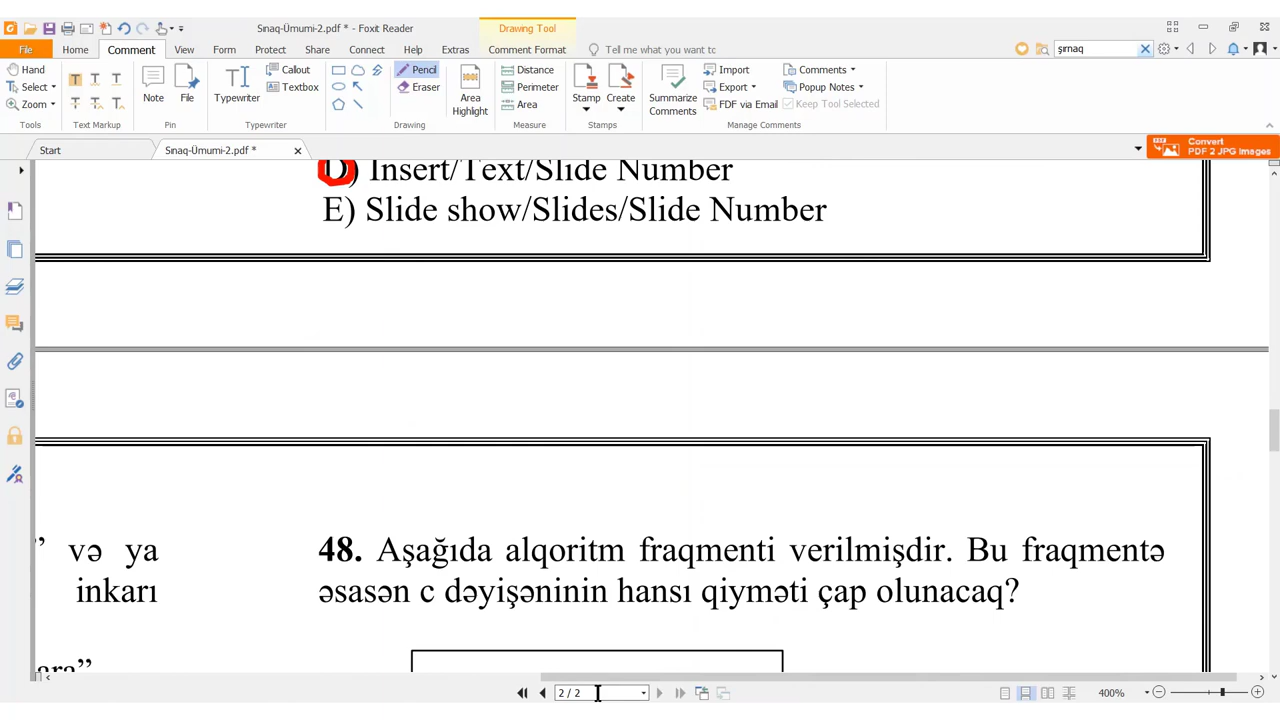 Sınaq-Ümumi-2.pdf * - Foxit Reader
Drawing Tool
File Home Comment View Form Protect Share Connect Help Extras Comment Format Tell me what you want tc şınaq
Hand
Select
Zoom
Tools
Text Markup
Note
File
Pin
Typewriter
Callout
Textbox
Typewriter
Pencil
Eraser
Drawing
Area Highlight
Distance
Perimeter
Area
Measure
Stamp
Create
Stamps
Summarize Comments
Import
Export
FDF via Email
Comments
Popup Notes
Keep Tool Selected
Manage Comments
Start
Sınaq-Ümumi-2.pdf *
Convert
PDF 2 JPG Images
D) Insert/Text/Slide Number
E) Slide show/Slides/Slide Number
” və ya
inkarı
48. Aşağıda alqoritm fraqmenti verilmişdir. Bu fraqmentə
əsasən c dəyişəninin hansı qiyməti çap olunacaq?
2 / 2
400%